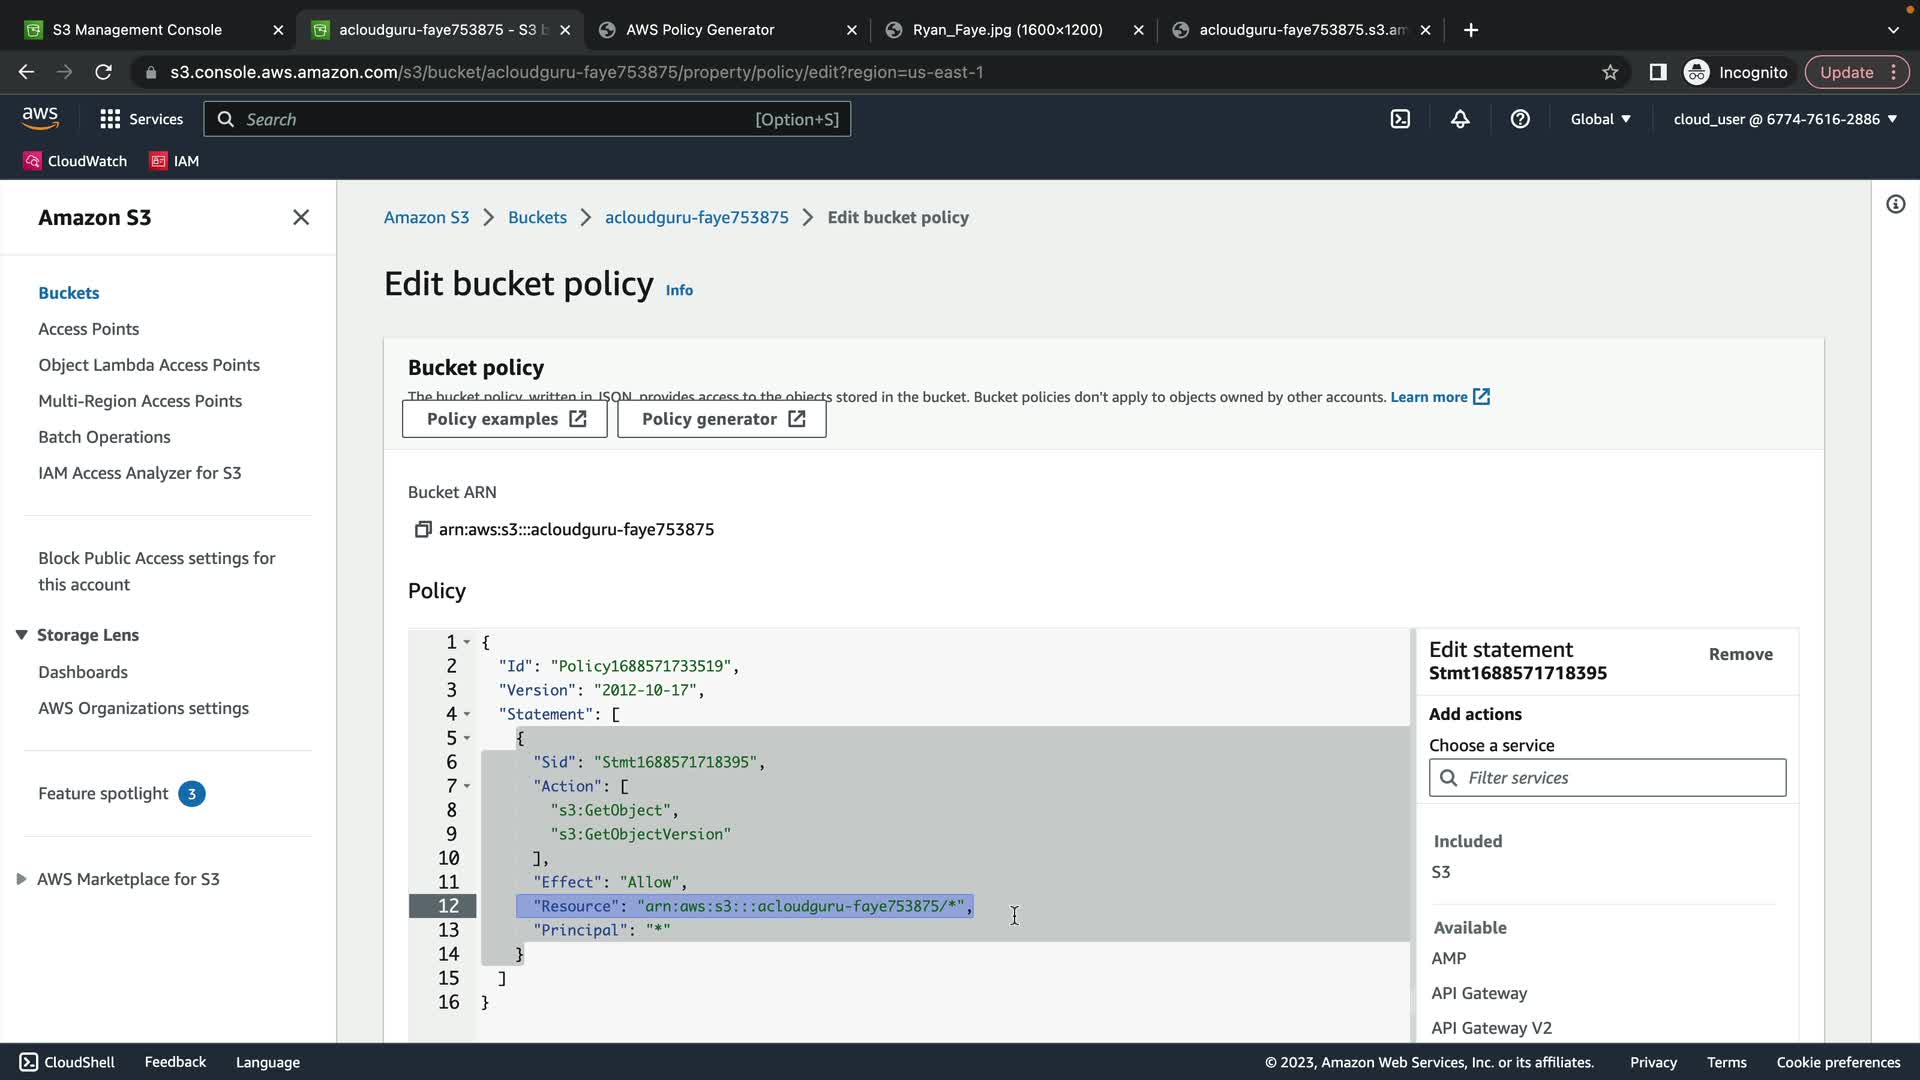 S3 Management Console
acloudguru-faye753875 - S3 b
AWS Policy Generator
Ryan_Faye.jpg (1600×1200)
acloudguru-faye753875.s3.am
s3.console.aws.amazon.com/s3/bucket/acloudguru-faye753875/property/policy/edit?region=us-east-1
Incognito
Update
aws
Services
Search
[Option+S]
Global
cloud_user @ 6774-7616-2886
CloudWatch
IAM
Amazon S3
Buckets
Access Points
Object Lambda Access Points
Multi-Region Access Points
Batch Operations
IAM Access Analyzer for S3
Block Public Access settings for
this account
Storage Lens
Dashboards
AWS Organizations settings
Feature spotlight 3
AWS Marketplace for S3
Amazon S3 > Buckets > acloudguru-faye753875 > Edit bucket policy
Edit bucket policy Info
Bucket policy
The bucket policy, written in JSON, provides access to the objects stored in the bucket. Bucket policies don't apply to objects owned by other accounts. Learn more
Policy examples
Policy generator
Bucket ARN
arn:aws:s3:::acloudguru-faye753875
Policy
1 {
2 "Id": "Policy1688571733519",
3 "Version": "2012-10-17",
4 "Statement": [
5 {
6 "Sid": "Stmt1688571718395",
7 "Action": [
8 "s3:GetObject",
9 "s3:GetObjectVersion"
10 ],
11 "Effect": "Allow",
12 "Resource": "arn:aws:s3:::acloudguru-faye753875/*",
13 "Principal": "*"
14 }
15 ]
16 }
Edit statement
Stmt1688571718395
Remove
Add actions
Choose a service
Filter services
Included
S3
Available
AMP
API Gateway
API Gateway V2
CloudShell
Feedback
Language
© 2023, Amazon Web Services, Inc. or its affiliates.
Privacy
Terms
Cookie preferences